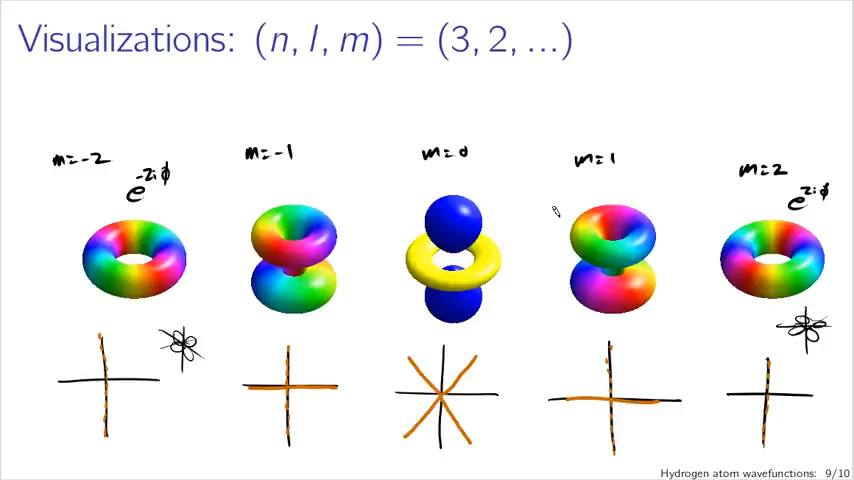 Visualizations: (n, l, m) = (3, 2, ...)
m=-2
m=-1
m=0
m=1
m=2
e^{-2iϕ}
e^{2iϕ}
Hydrogen atom wavefunctions: 9/10